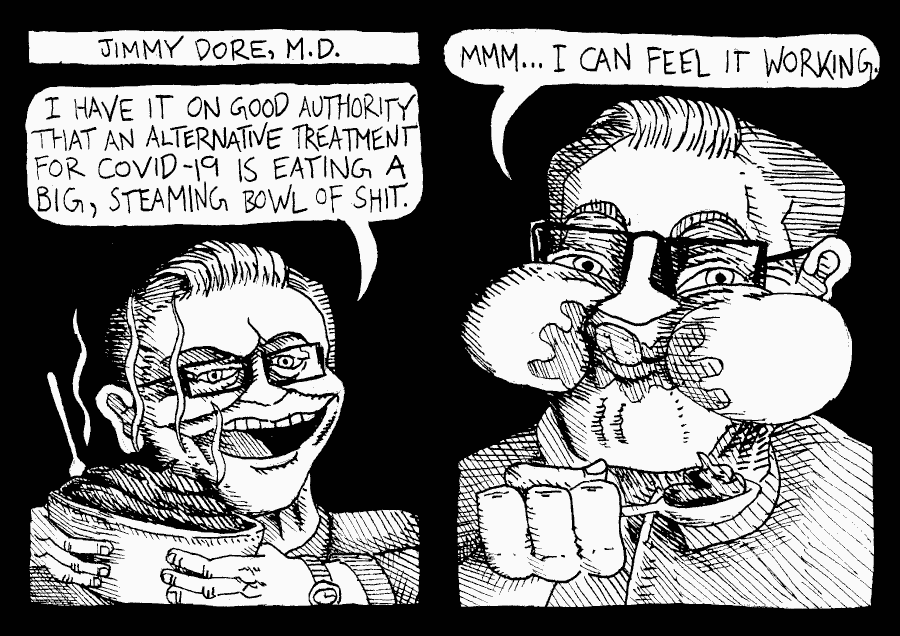 JIMMY DORE, M.D.
I HAVE IT ON GOOD AUTHORITY
THAT AN ALTERNATIVE TREATMENT
FOR COVID-19 IS EATING A
BIG, STEAMING BOWL OF SHIT.
MMM... I CAN FEEL IT WORKING.